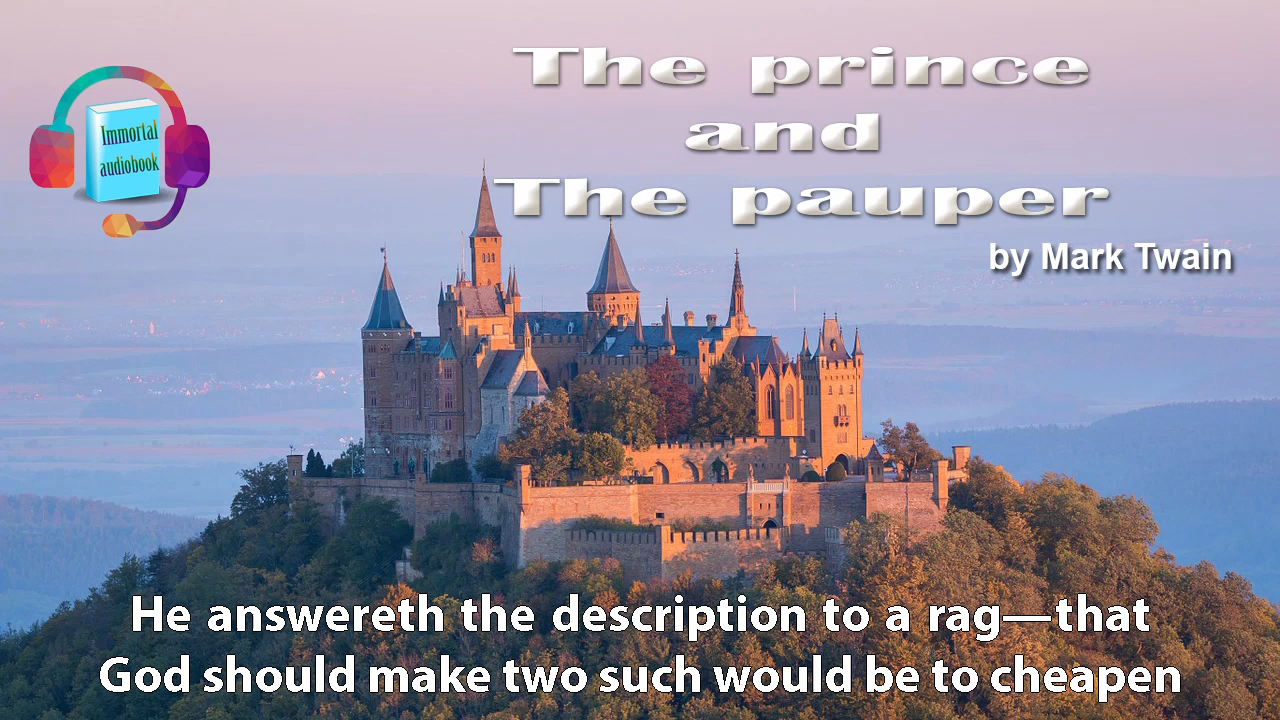 The prince
and
The pauper
by Mark Twain
Immortal
audiobook
He answereth the description to a rag—that
God should make two such would be to cheapen